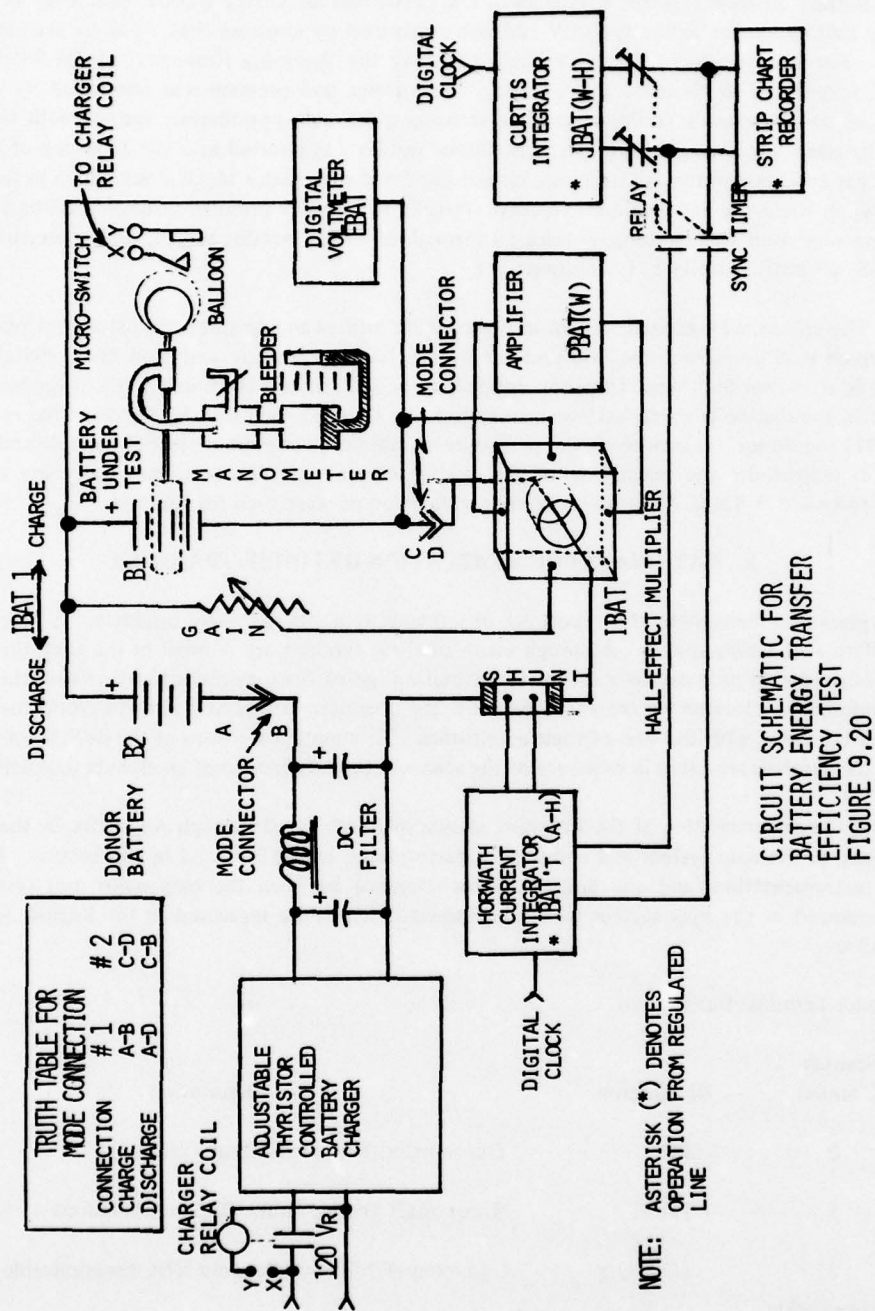 TRUTH TABLE FOR
MODE CONNECTION
CONNECTION # 1 # 2
CHARGE A-B C-D
DISCHARGE A-D C-B
DISCHARGE IBAT 1 CHARGE
DONOR
BATTERY
B2
+
BATTERY
UNDER
TEST
+
B1
MICRO-SWITCH
TO CHARGER
RELAY COIL
X Y
BALLOON
BLEEDER
MANOMETER
GAIN
DIGITAL
VOLTMETER
EBAT
DIGITAL
CLOCK
CURTIS
INTEGRATOR
JBAT(W-H)
*
RELAY
SYNC TIMER
* STRIP CHART
RECORDER
CHARGER
RELAY COIL
Y
X
120 VR
ADJUSTABLE
THYRISTOR
CONTROLLED
BATTERY
CHARGER
MODE
CONNECTOR
A
B
+
+
DC
FILTER
MODE CONNECTOR
C
D
AMPLIFIER
PBAT(W)
SHUNT
IBAT
HALL-EFFECT MULTIPLIER
HORWATH
CURRENT
INTEGRATOR
* IBAT*T (A-H)
DIGITAL
CLOCK
NOTE: ASTERISK (*) DENOTES
OPERATION FROM REGULATED
LINE
CIRCUIT SCHEMATIC FOR
BATTERY ENERGY TRANSFER
EFFICIENCY TEST
FIGURE 9.20